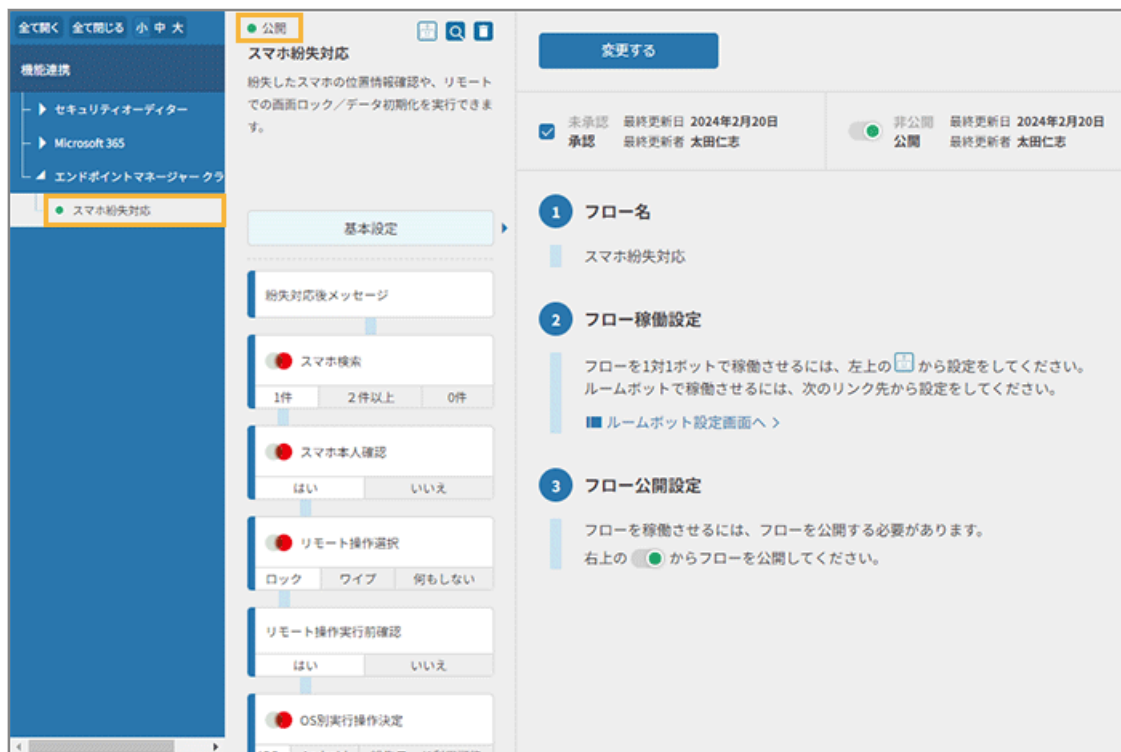 全て開く 全て閉じる 小 中 大
機能連携
セキュリティオーディター
Microsoft 365
エンドポイントマネージャー クラ
スマホ紛失対応
公開
スマホ紛失対応
紛失したスマホの位置情報確認や、リモート
での画面ロック／データ初期化を実行できま
す。
基本設定
紛失対応後メッセージ
スマホ検索
1件 2件以上 0件
スマホ本人確認
はい いいえ
リモート操作選択
ロック ワイプ 何もしない
リモート操作実行前確認
はい いいえ
OS別実行操作決定
変更する
未承認 最終更新日 2024年2月20日
承認 最終更新者 太田仁志
非公開 最終更新日 2024年2月20日
公開 最終更新者 太田仁志
1 フロー名
スマホ紛失対応
2 フロー稼働設定
フローを1対1ボットで稼働させるには、左上の から設定をしてください。
ルームボットで稼働させるには、次のリンク先から設定をしてください。
ルームボット設定画面へ
3 フロー公開設定
フローを稼働させるには、フローを公開する必要があります。
右上の からフローを公開してください。